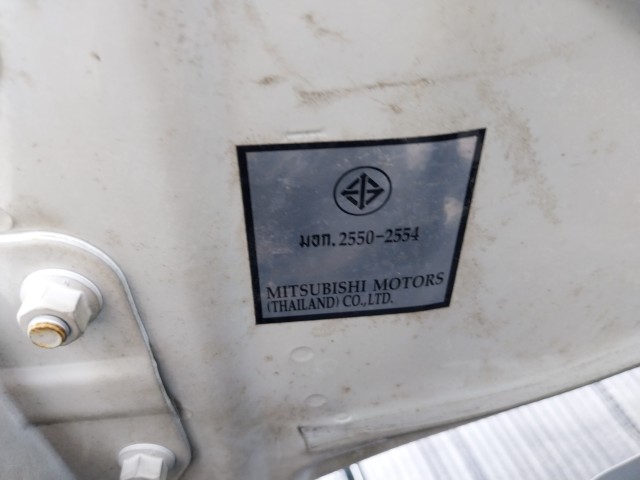 มอก. 2550-2554
MITSUBISHI MOTORS
(THAILAND) CO.,LTD.